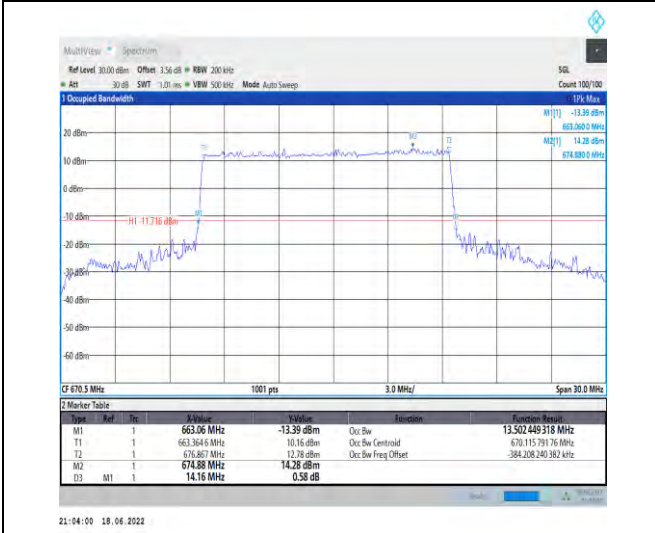 MultiView Spectrum
Ref Level 30.00 dBm Offset 3.56 dB RBW 200 kHz SGL
Att 30 dB SWT 1.01 ms VBW 500 kHz Mode Auto Sweep Count 100/100
1 Occupied Bandwidth 1Pk Max
M1[1] -13.39 dBm
663.060 0 MHz
M2[1] 14.28 dBm
674.880 0 MHz
20 dBm
M2
T1
T2
10 dBm
0 dBm
-10 dBm
M1
H1 -11.716 dBm
-20 dBm
-30 dBm
-40 dBm
-50 dBm
-60 dBm
CF 670.5 MHz 1001 pts 3.0 MHz/ Span 30.0 MHz
2 Marker Table
Type Ref Trc X-Value Y-Value Function Function Result
M1 1 663.06 MHz -13.39 dBm Occ Bw 13.502 449 318 MHz
T1 1 663.364 6 MHz 10.16 dBm Occ Bw Centroid 670.115 791 76 MHz
T2 1 676.867 MHz 12.78 dBm Occ Bw Freq Offset -384.208 240 382 kHz
M2 1 674.88 MHz 14.28 dBm
D3 M1 1 14.16 MHz 0.58 dB
21:04:00 18.06.2022